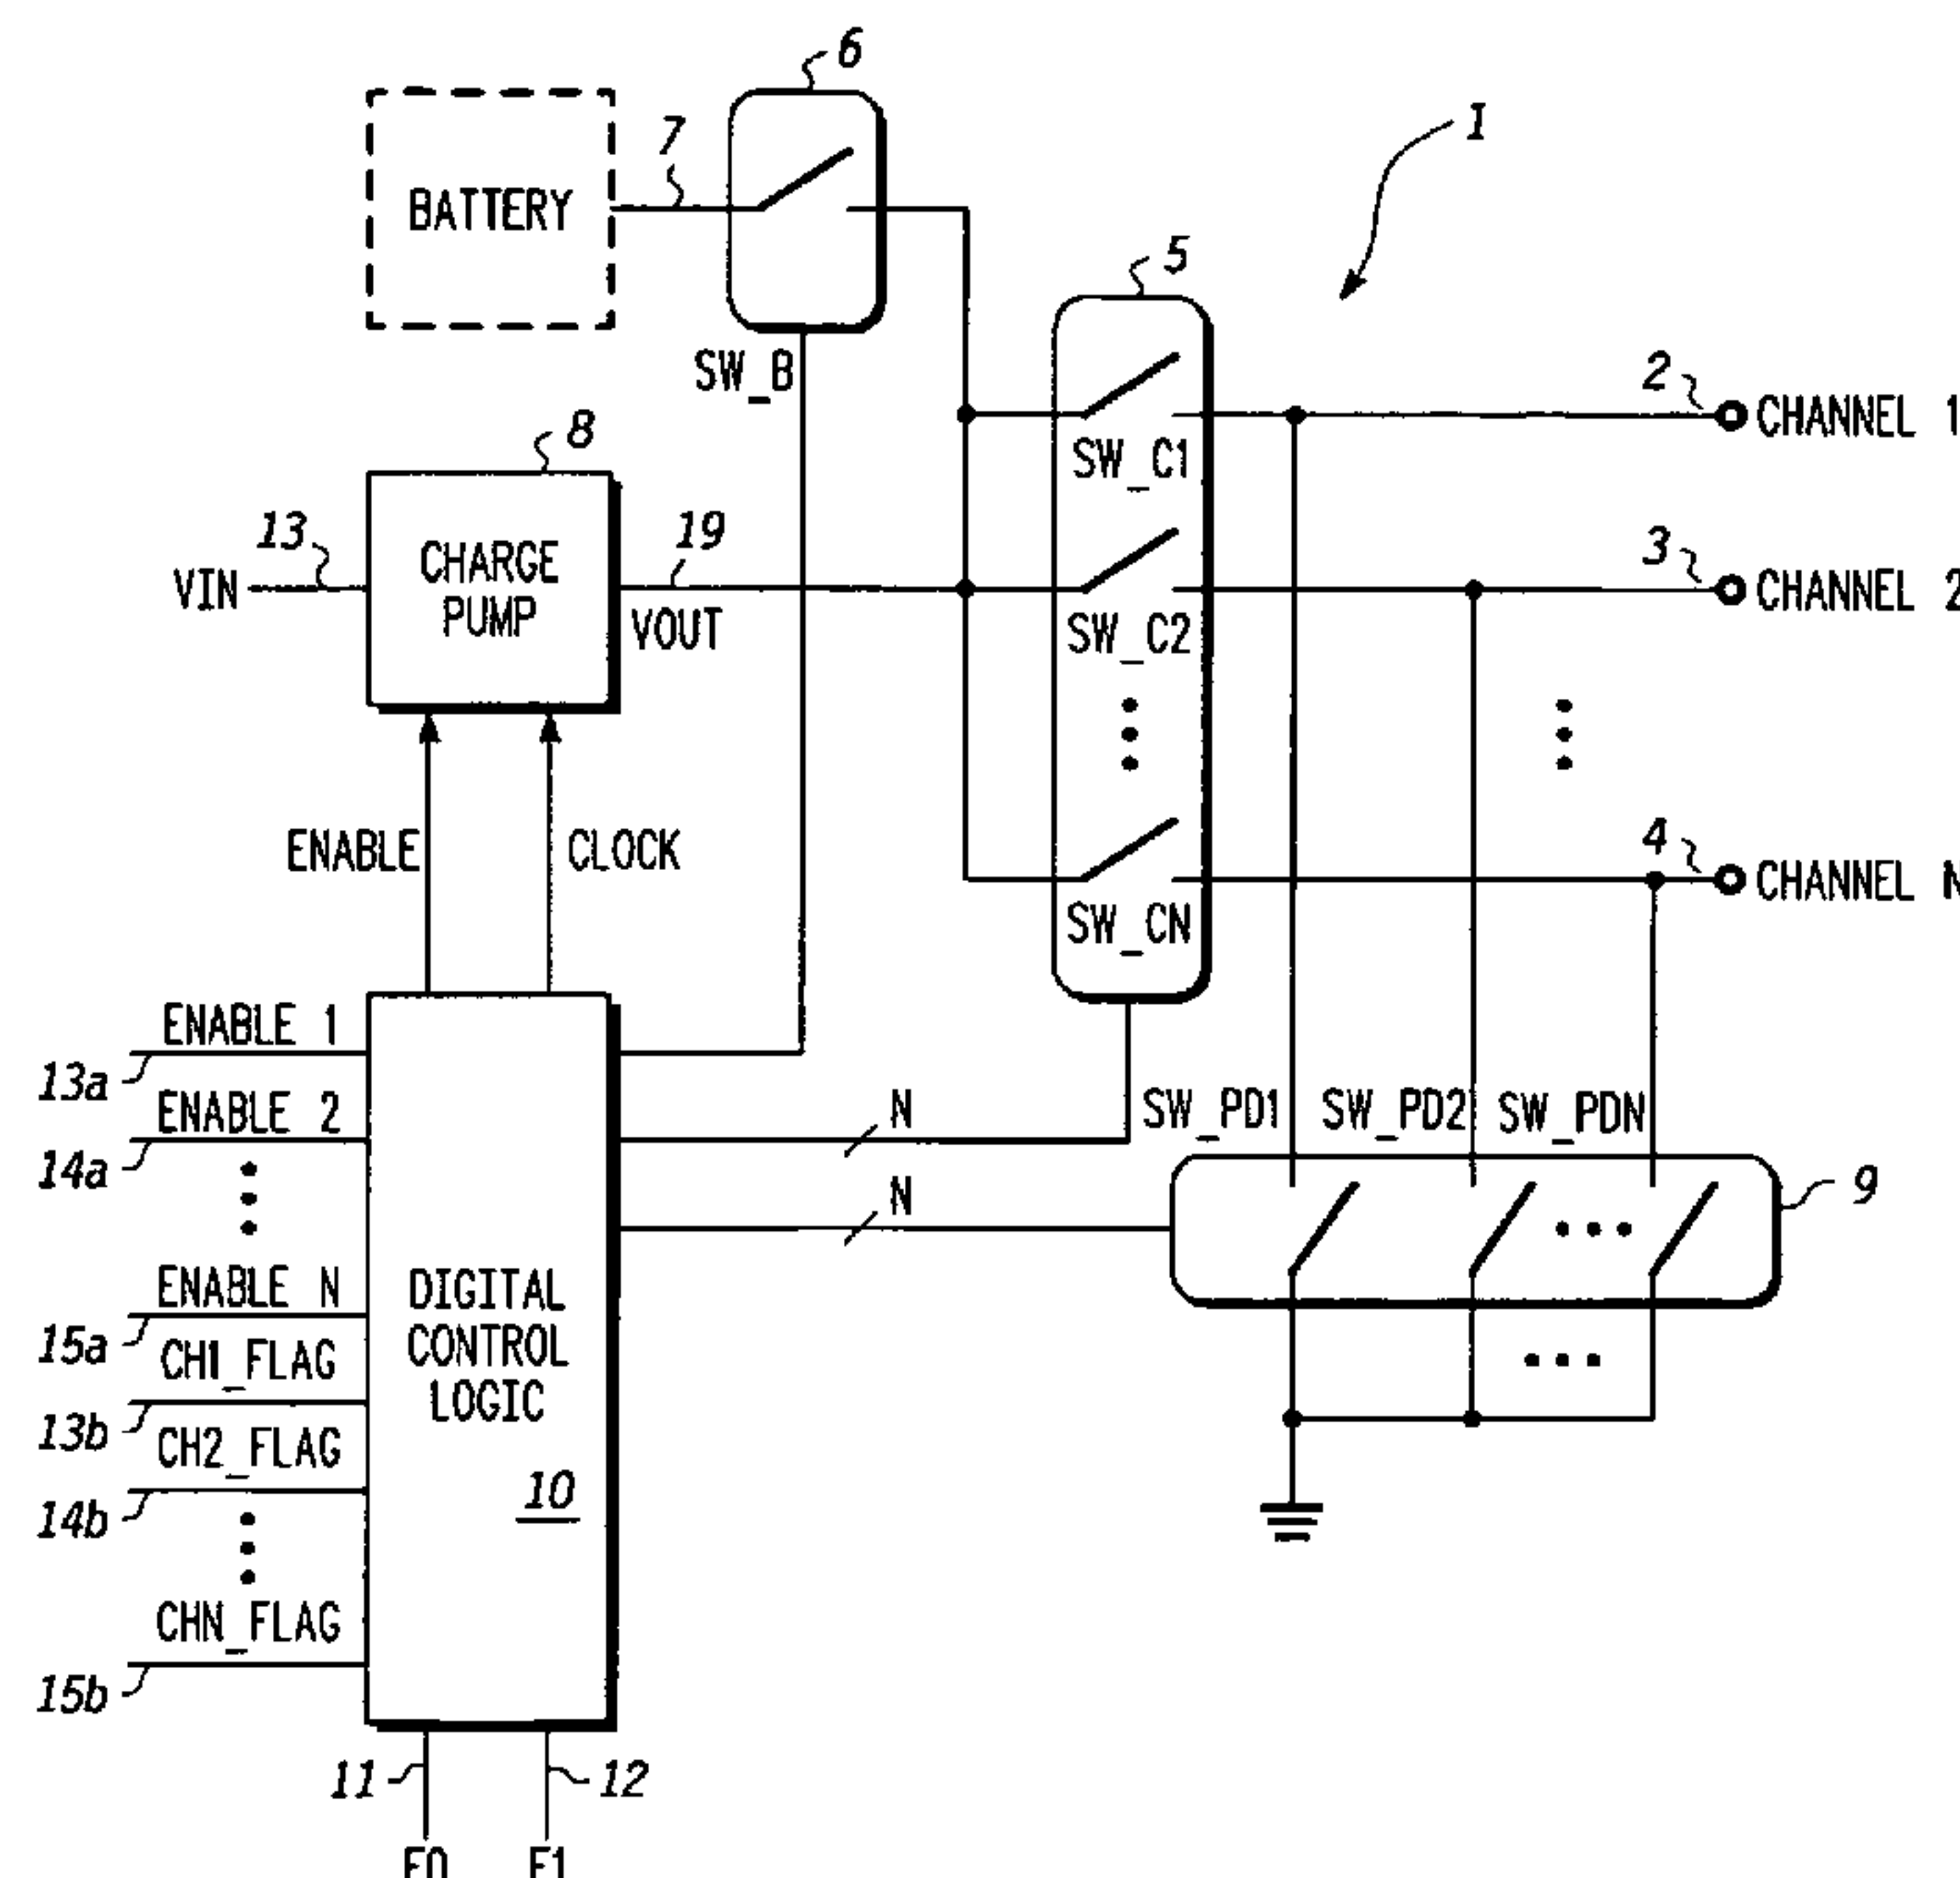 6
BATTERY
7
1
5
SW_B
2
CHANNEL 1
8
SW_C1
13
19
3
VIN
CHARGE
PUMP
CHANNEL 2
VOUT
SW_C2
ENABLE
CLOCK
4
CHANNEL N
SW_CN
ENABLE 1
13a
ENABLE 2
14a
N
SW_PD1
SW_PD2
SW_PDN
N
9
ENABLE N
15a
DIGITAL
CONTROL
LOGIC
CH1_FLAG
13b
CH2_FLAG
14b
10
CHN_FLAG
15b
11
12